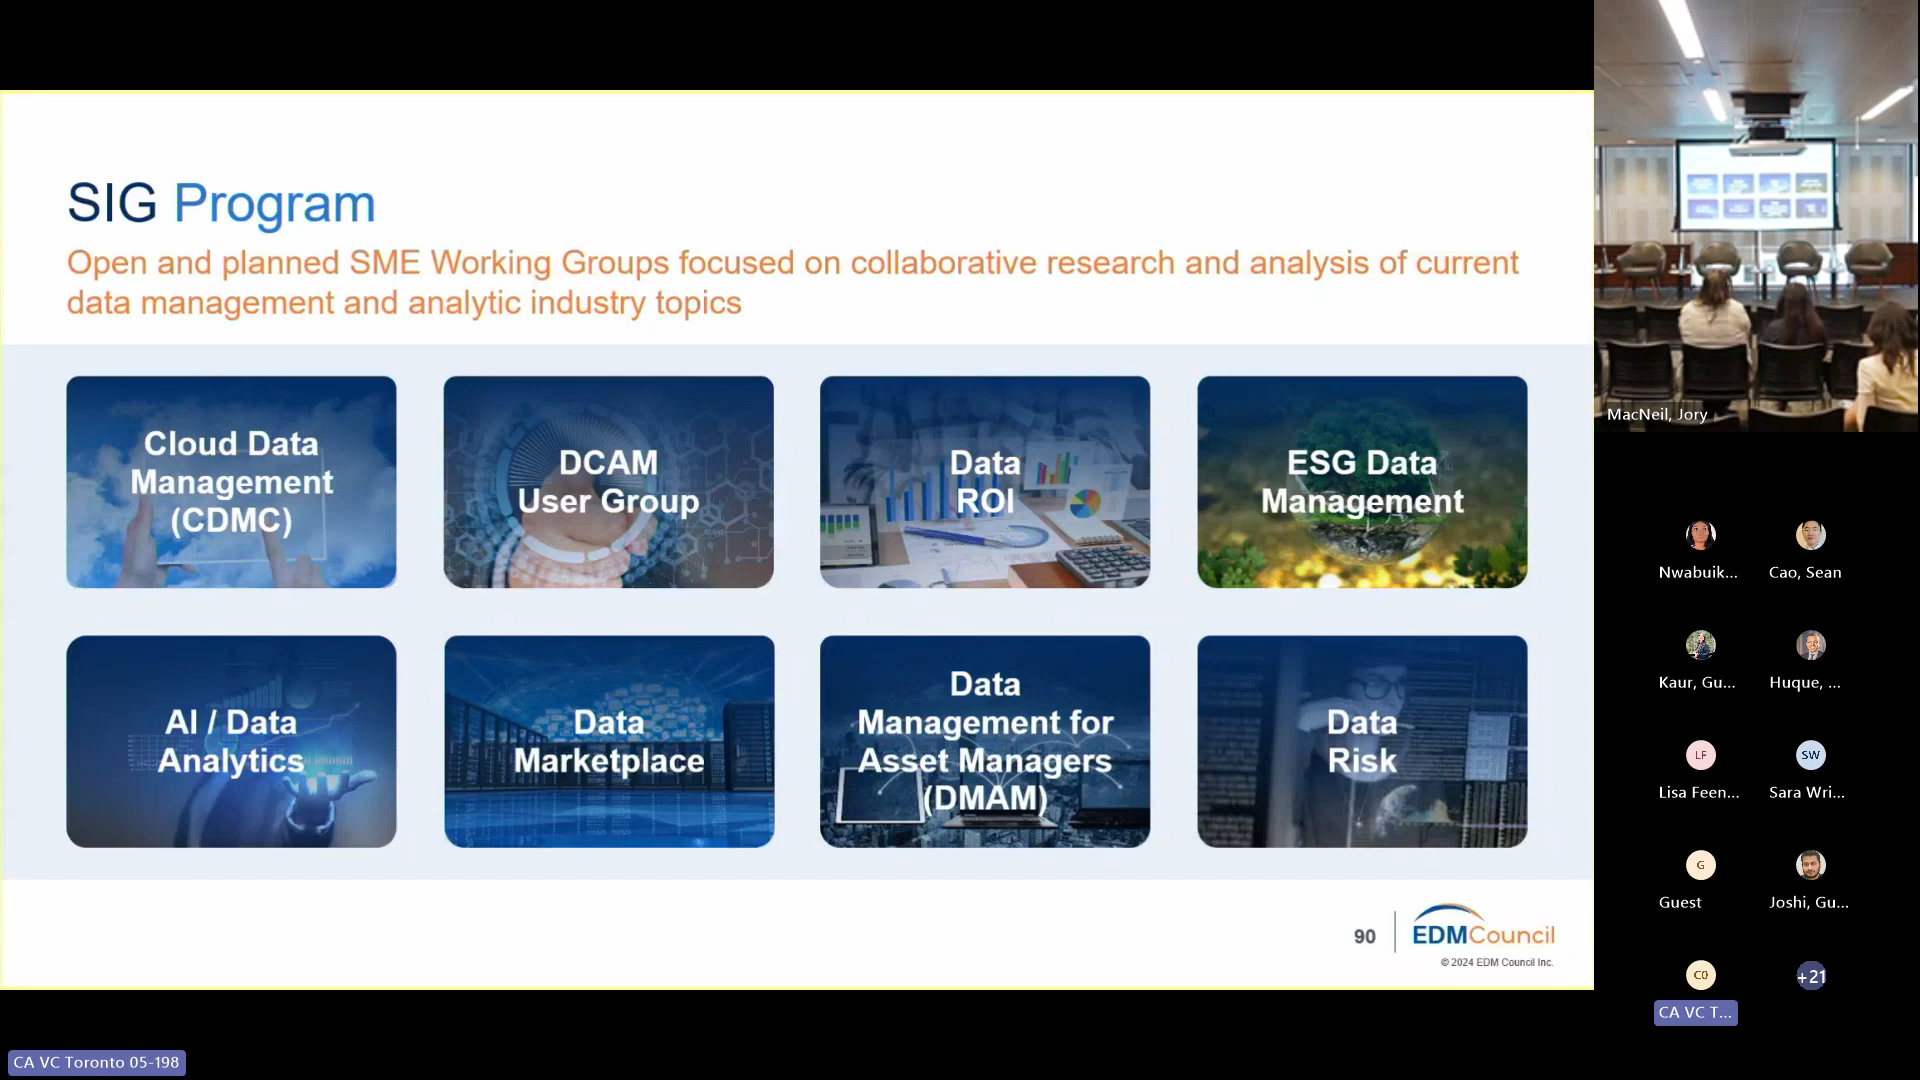 SIG Program
Open and planned SME Working Groups focused on collaborative research and analysis of current
data management and analytic industry topics
Cloud Data
Management
(CDMC)
DCAM
User Group
Data
ROI
ESG Data
Management
AI / Data
Analytics
Data
Marketplace
Data
Management for
Asset Managers
(DMAM)
Data
Risk
90
EDMCouncil
© 2024 EDM Council Inc.
MacNeil, Jory
Nwabuik...
Cao, Sean
Kaur, Gu...
Huque, ...
LF
SW
Lisa Feen...
Sara Wri...
G
Guest
Joshi, Gu...
C0
+21
CA VC T...
CA VC Toronto 05-198